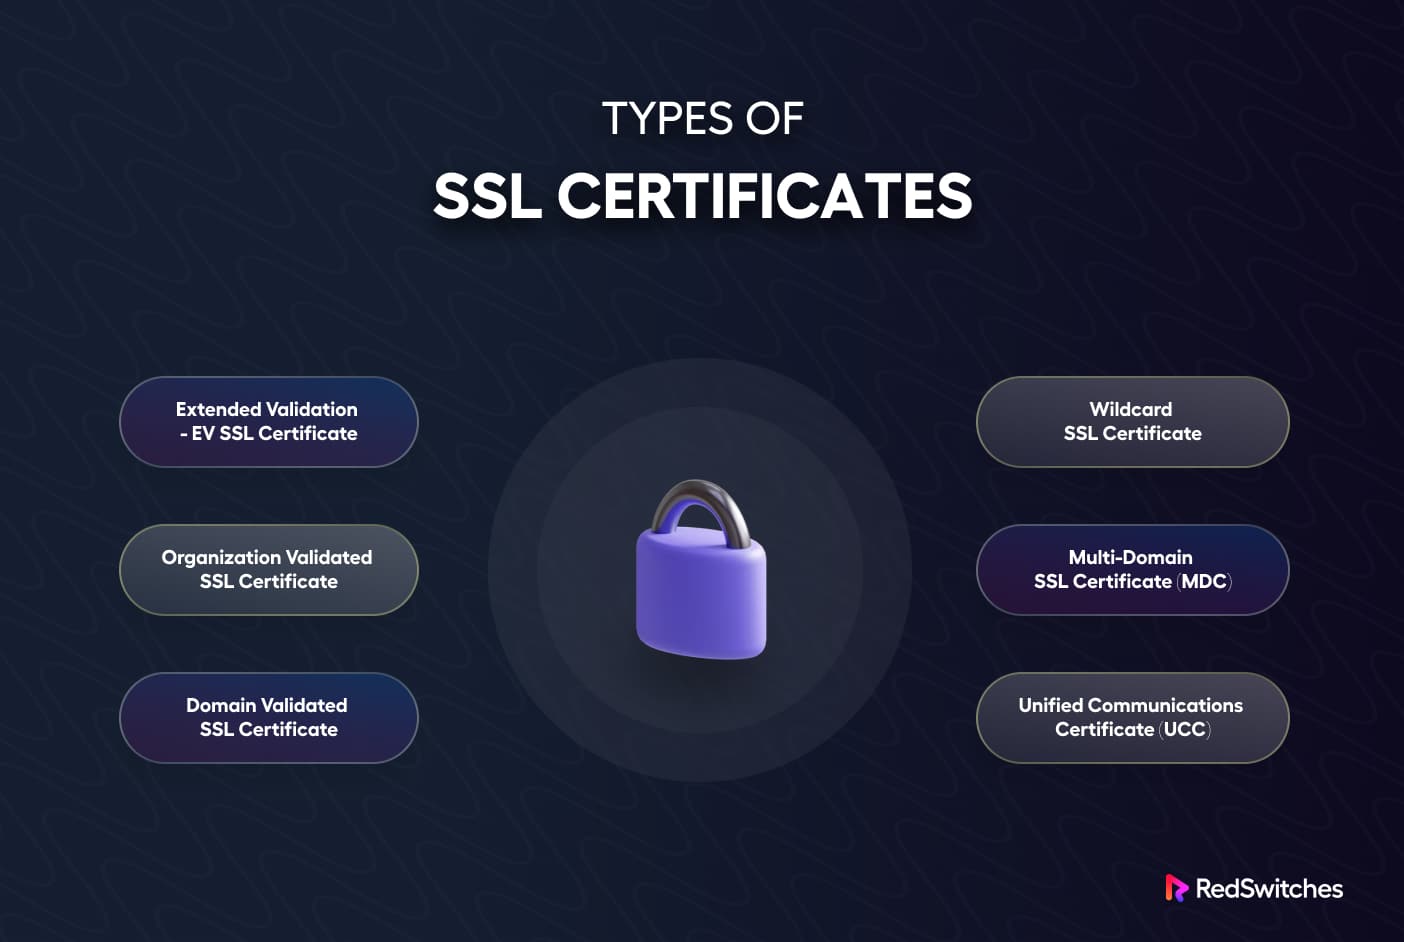 TYPES OF
SSL CERTIFICATES
Extended Validation
- EV SSL Certificate
Organization Validated
SSL Certificate
Domain Validated
SSL Certificate
Wildcard
SSL Certificate
Multi-Domain
SSL Certificate (MDC)
Unified Communications
Certificate (UCC)
RedSwitches